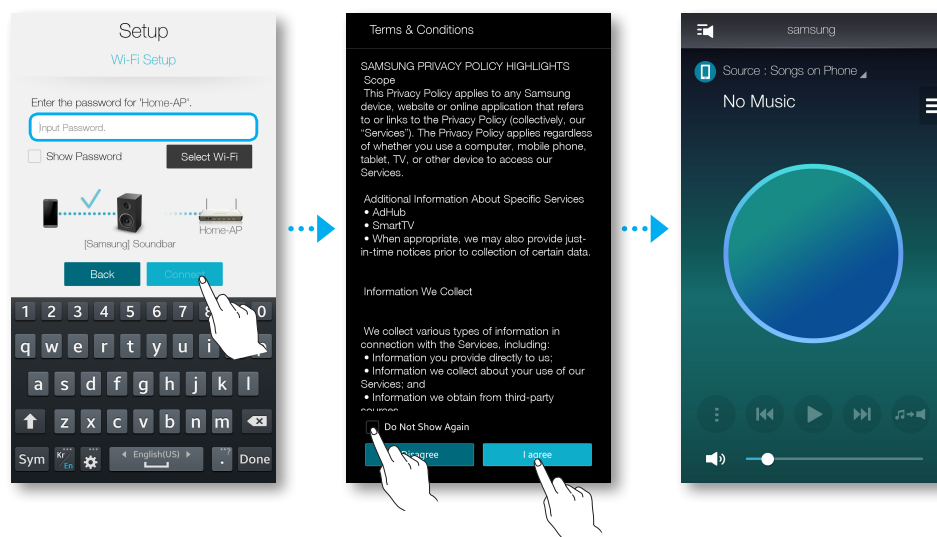 Setup
Wi-Fi Setup
Enter the password for 'Home-AP'.
Input Password.
Show Password
Select Wi-Fi
Home-AP
[Samsung] Soundbar
Back
Connect
1 2 3 4 5 6 7 8 0
q w e r t y u i
a s d f g h j k l
z x c v b n m
Sym Kr En English(US) .?! Done
Terms & Conditions
SAMSUNG PRIVACY POLICY HIGHLIGHTS
Scope
This Privacy Policy applies to any Samsung
device, website or online application that refers
to or links to the Privacy Policy (collectively, our
“Services”). The Privacy Policy applies regardless
of whether you use a computer, mobile phone,
tablet, TV, or other device to access our
Services.
Additional Information About Specific Services
• AdHub
• SmartTV
• When appropriate, we may also provide just-
in-time notices prior to collection of certain data.
Information We Collect
We collect various types of information in
connection with the Services, including:
• Information you provide directly to us;
• Information we collect about your use of our
Services; and
• Information we obtain from third-party
sources
Do Not Show Again
Disagree
I agree
samsung
Source : Songs on Phone
No Music